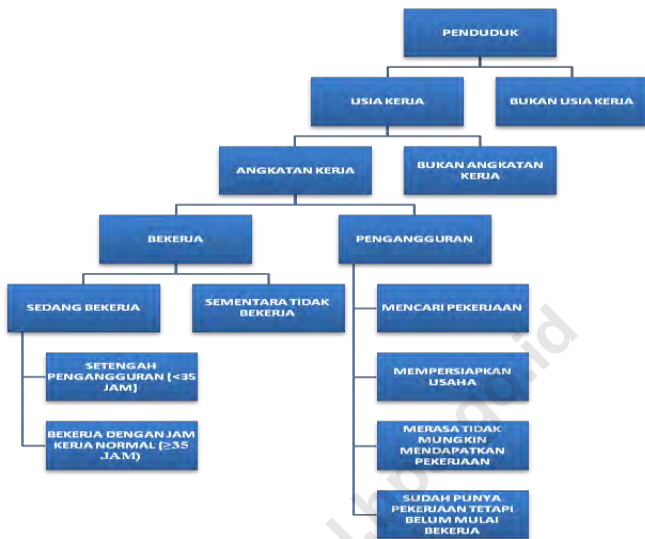 PENDUDUK
USIA KERJA
BUKAN USIA KERJA
ANGKATAN KERJA
BUKAN ANGKATAN
KERJA
BEKERJA
PENGANGGURAN
SEDANG BEKERJA
SEMENTARA TIDAK
BEKERJA
SETENGAH
PENGANGGURAN (<35
JAM)
BEKERJA DENGAN JAM
KERJA NORMAL (≥35
JAM)
MENCARI PEKERJAAN
MEMPERSIAPKAN
USAHA
MERASA TIDAK
MUNGKIN
MENDAPATKAN
PEKERJAAN
SUDAH PUNYA
PEKERJAAN TETAPI
BELUM MULAI
BEKERJA